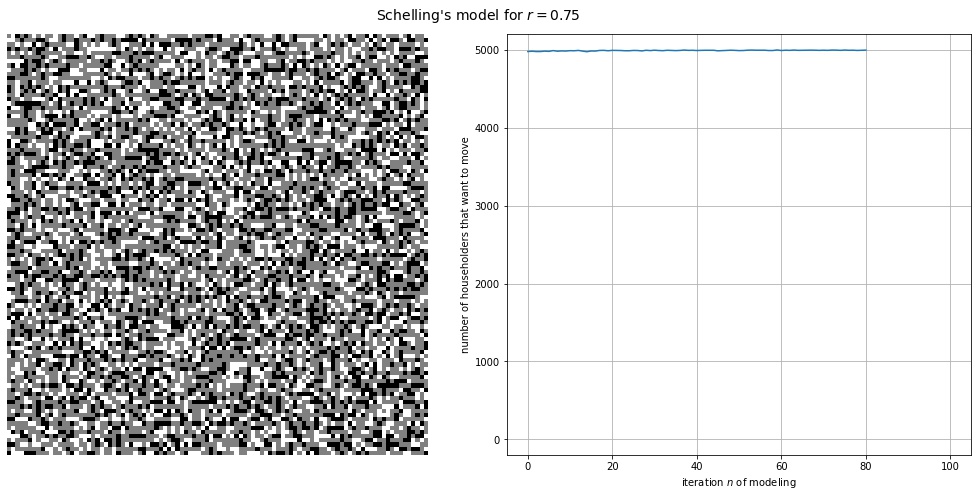 Schelling's model for r = 0.75
number of householders that want to move
5000
4000
3000
2000
1000
0
0 20 40 60 80 100
iteration n of modeling